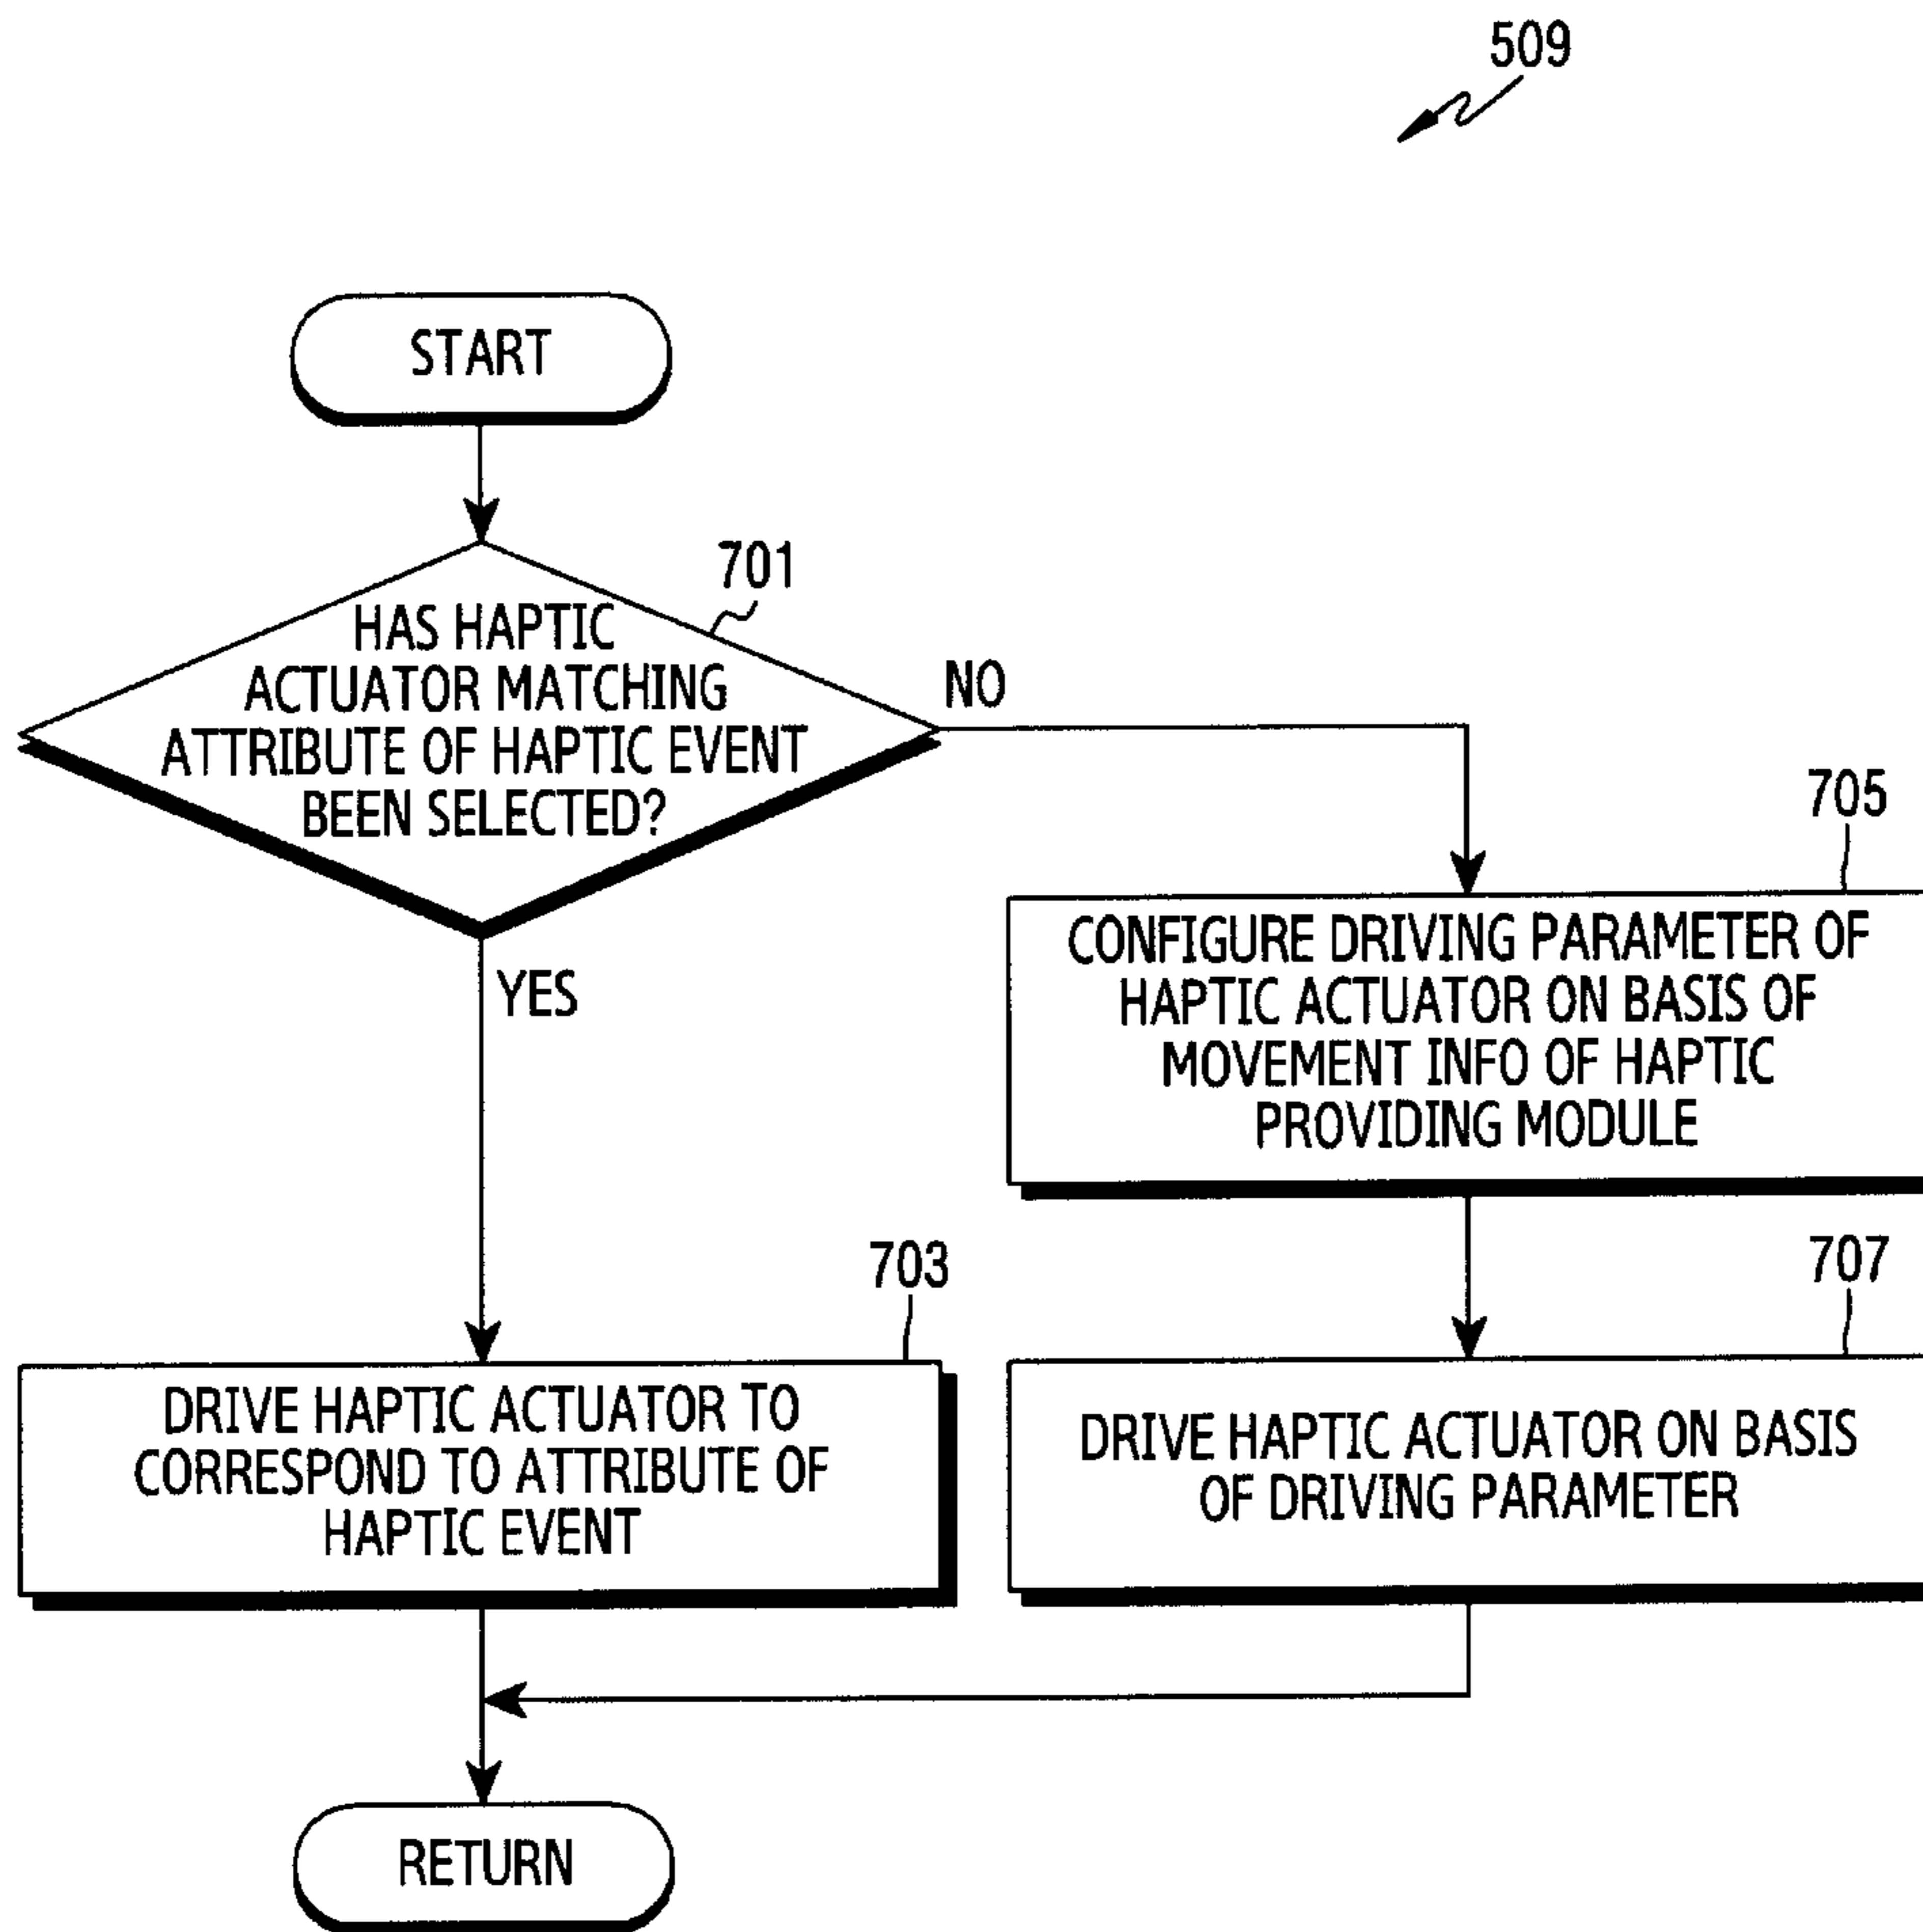 509
START
701
HAS HAPTIC
ACTUATOR MATCHING
ATTRIBUTE OF HAPTIC EVENT
BEEN SELECTED?
NO
YES
705
CONFIGURE DRIVING PARAMETER OF
HAPTIC ACTUATOR ON BASIS OF
MOVEMENT INFO OF HAPTIC
PROVIDING MODULE
703
DRIVE HAPTIC ACTUATOR TO
CORRESPOND TO ATTRIBUTE OF
HAPTIC EVENT
707
DRIVE HAPTIC ACTUATOR ON BASIS
OF DRIVING PARAMETER
RETURN